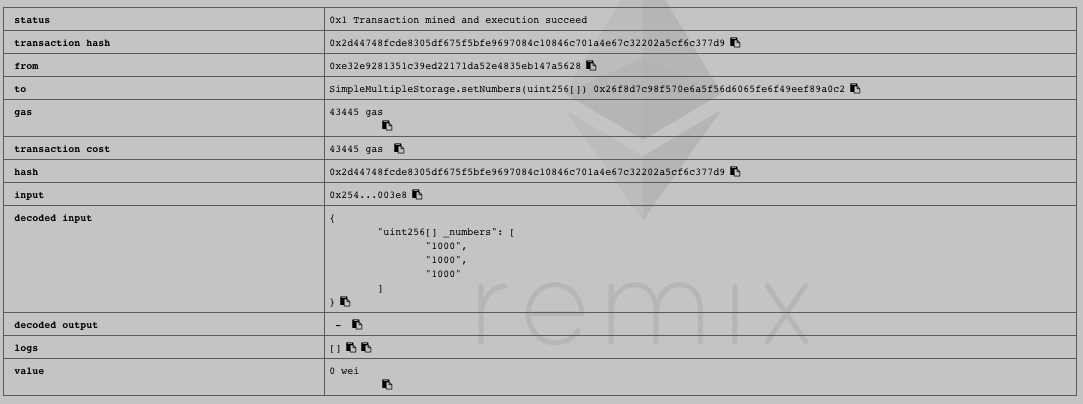 status 0x1 Transaction mined and execution succeed
transaction hash 0x2d44748fcde8305df675f5bfe9697084c10846c701a4e67c32202a5cf6c377d9
from 0xe32e9281351c39ed22171da52e4835eb147a5628
to SimpleMultipleStorage.setNumbers(uint256[]) 0x26f8d7c98f570e6a5f56d6065fe6f49eef89a0c2
gas 43445 gas
transaction cost 43445 gas
hash 0x2d44748fcde8305df675f5bfe9697084c10846c701a4e67c32202a5cf6c377d9
input 0x254...003e8
decoded input {
"uint256[] _numbers": [
"1000",
"1000",
"1000"
]
}
decoded output -
logs []
value 0 wei
remix